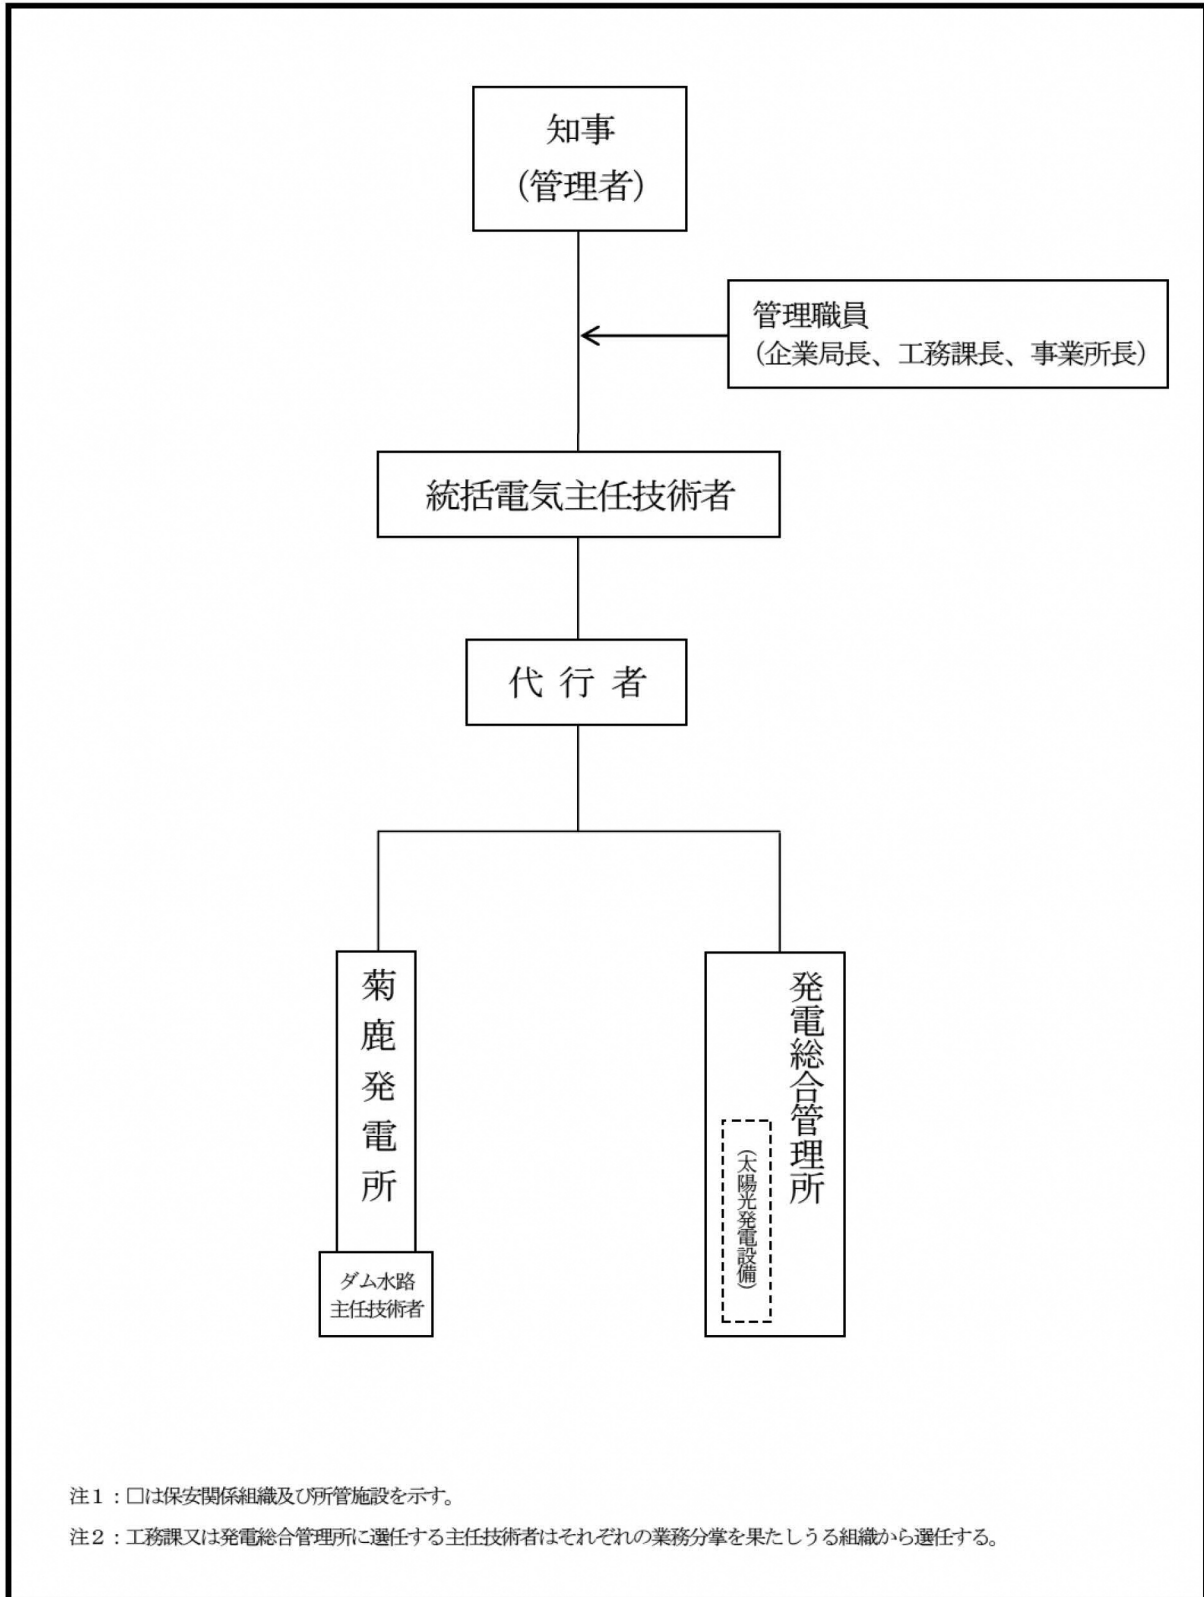 知事
（管理者）
管理職員
（企業局長、工務課長、事業所長）
統括電気主任技術者
代 行 者
菊鹿発電所
ダム水路
主任技術者
発電総合管理所
（太陽光発電設備）
注１：□は保安関係組織及び所管施設を示す。
注２：工務課又は発電総合管理所に選任する主任技術者はそれぞれの業務分掌を果たしうる組織から選任する。